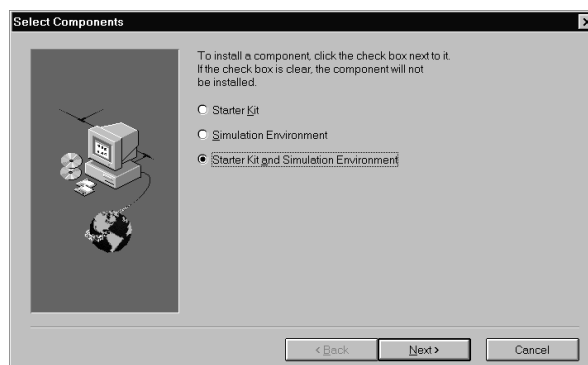 Select Components
To install a component, click the check box next to it.
If the check box is clear, the component will not
be installed.
Starter Kit
Simulation Environment
Starter Kit and Simulation Environment
< Back
Next >
Cancel